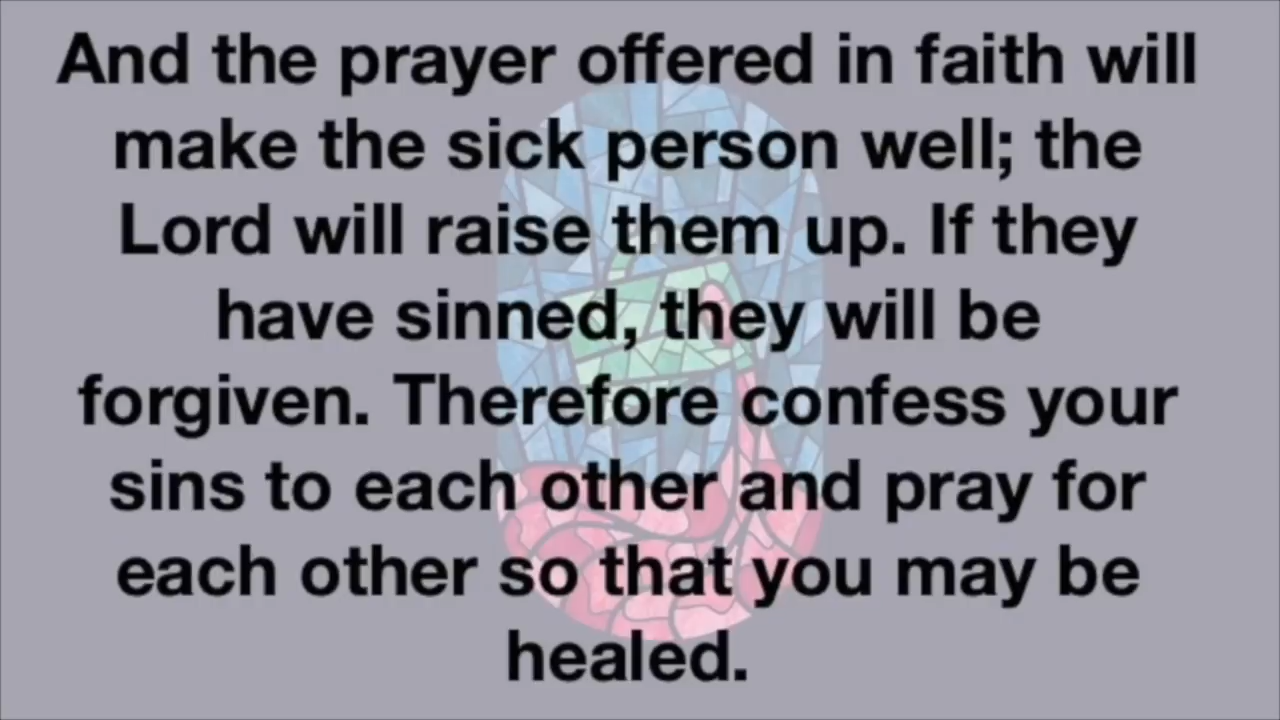 And the prayer offered in faith will
make the sick person well; the
Lord will raise them up. If they
have sinned, they will be
forgiven. Therefore confess your
sins to each other and pray for
each other so that you may be
healed.